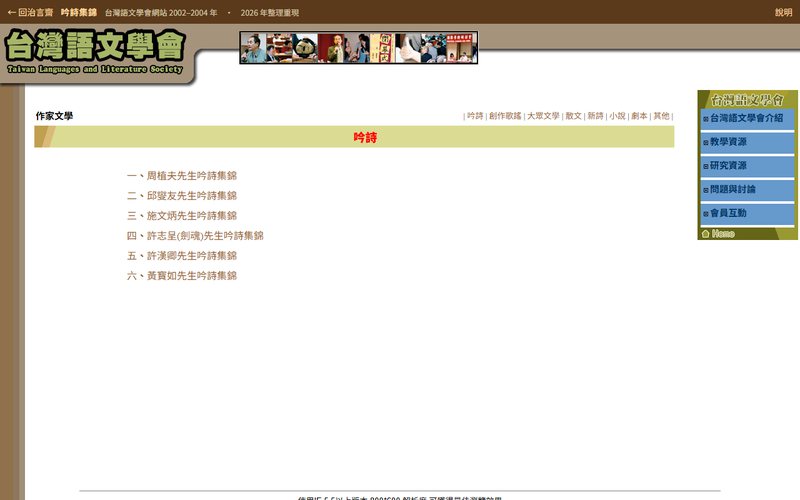 ← 回治言齋 吟詩集錦 台灣語文學會網站 2002–2004 年 · 2026 年整理重現 說明
台灣語文學會
Taiwan Languages and Literature Society
作家文學 | 吟詩 | 創作歌謠 | 大眾文學 | 散文 | 新詩 | 小說 | 劇本 | 其他 |
吟詩
一、周植夫先生吟詩集錦
二、邱燮友先生吟詩集錦
三、施文炳先生吟詩集錦
四、許志呈(劍魂)先生吟詩集錦
五、許漢卿先生吟詩集錦
六、黃寶如先生吟詩集錦
台灣語文學會
台灣語文學會介紹
教學資源
研究資源
問題與討論
會員互動
Home